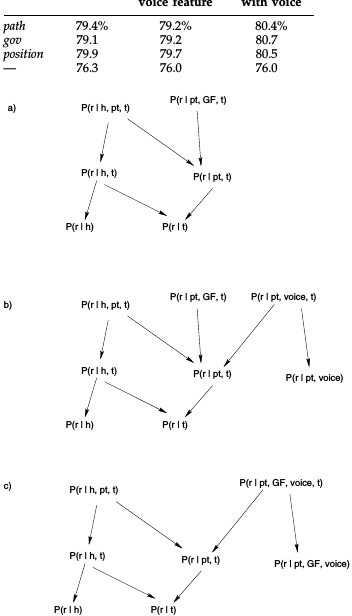 voice feature with voice
path 79.4% 79.2% 80.4%
gov 79.1 79.2 80.7
position 79.9 79.7 80.5
— 76.3 76.0 76.0
a) P(r | h, pt, t) P(r | pt, GF, t)
P(r | h, t) P(r | pt, t)
P(r | h) P(r | t)
b) P(r | h, pt, t) P(r | pt, GF, t) P(r | pt, voice, t)
P(r | h, t) P(r | pt, t) P(r | pt, voice)
P(r | h) P(r | t)
c) P(r | h, pt, t) P(r | pt, GF, voice, t)
P(r | h, t) P(r | pt, t) P(r | pt, GF, voice)
P(r | h) P(r | t)